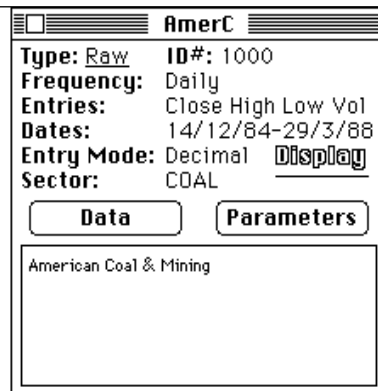 AmerC
Type: Raw ID#: 1000
Frequency: Daily
Entries: Close High Low Vol
Dates: 14/12/84-29/3/88
Entry Mode: Decimal Display
Sector: COAL
Data Parameters
American Coal & Mining